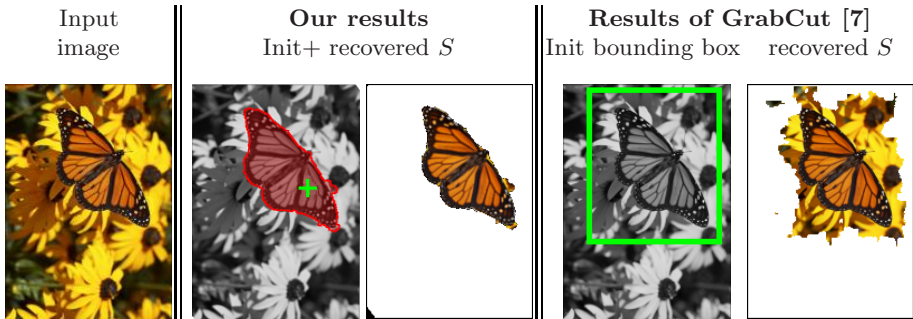 Input
image
Our results
Init+ recovered S
Results of GrabCut [7]
Init bounding box recovered S